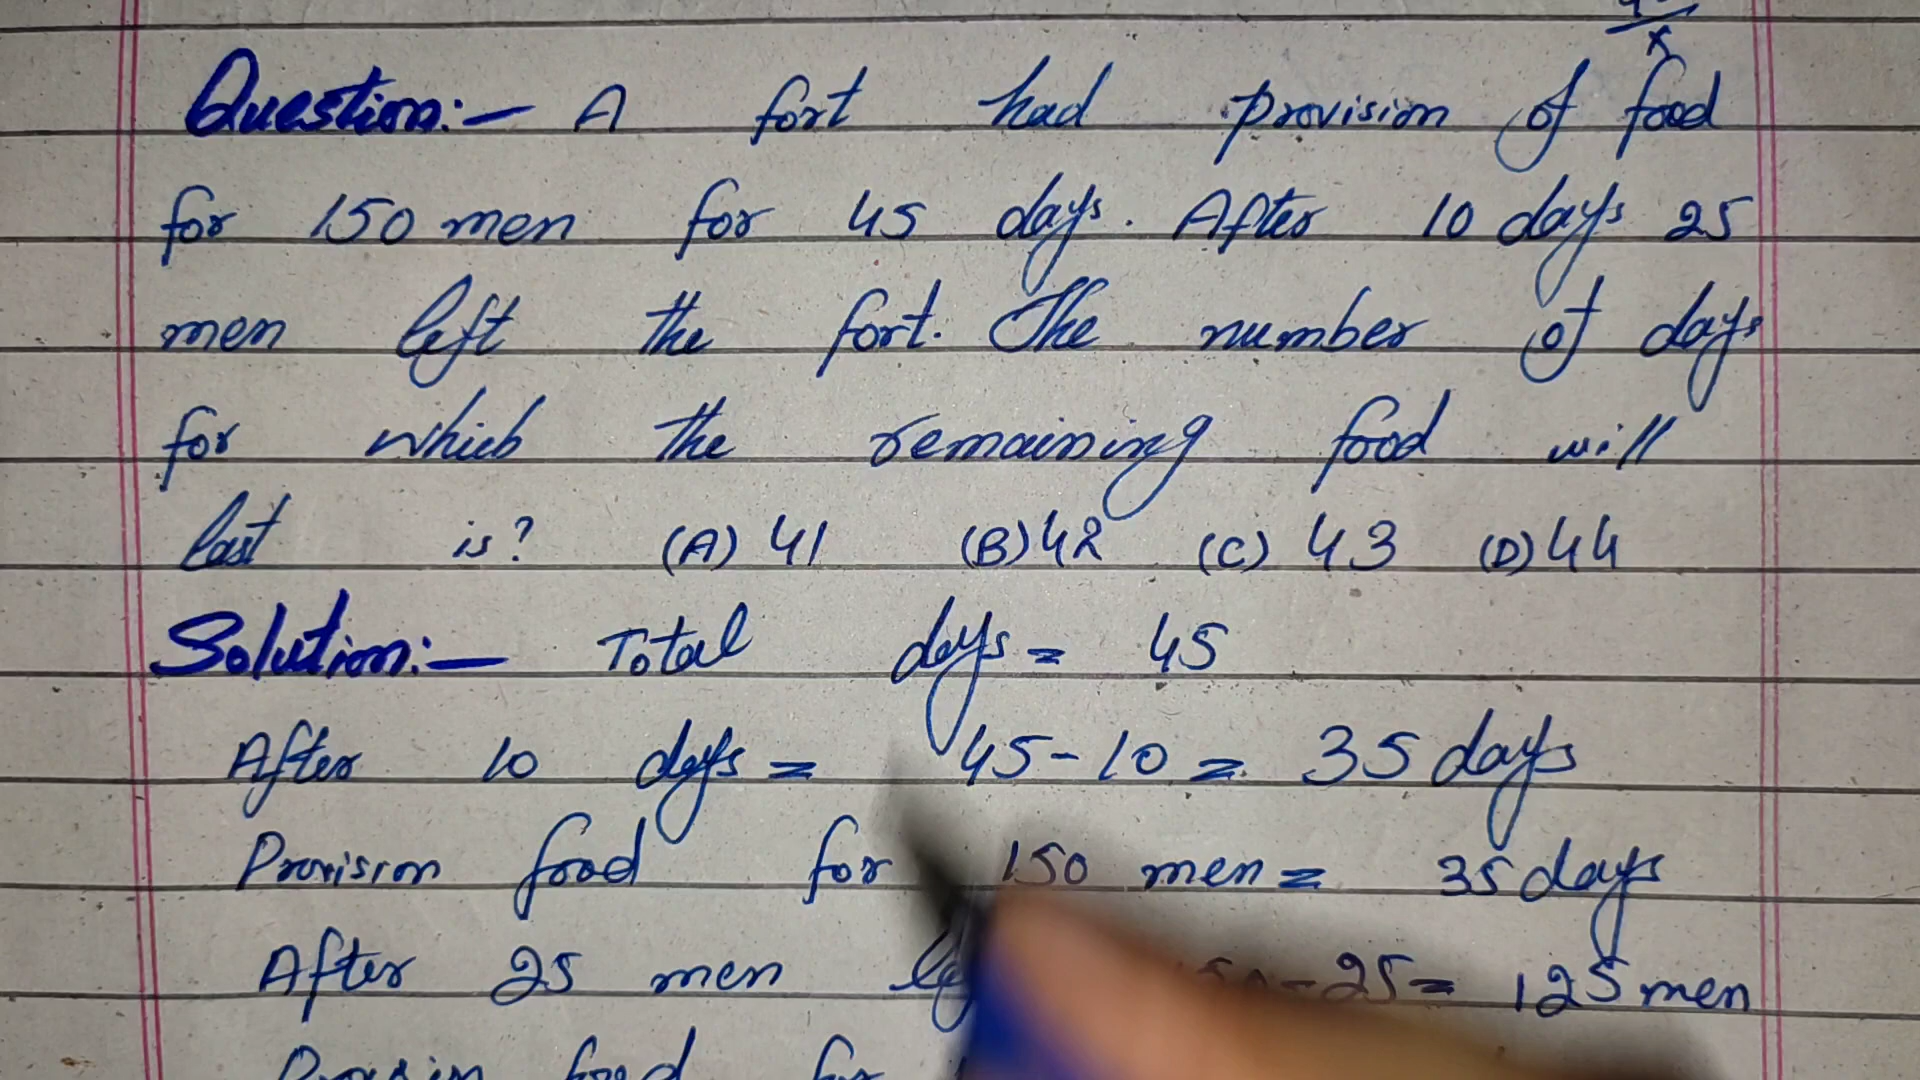 Question:- A fort had provision of food
for 150 men for 45 days. After 10 days 25
men left the fort. The number of days
for which the remaining food will
last is? (A) 41 (B) 42 (C) 43 (D) 44
Solution:- Total days = 45
After 10 days = 45-10 = 35 days
Provision food for 150 men = 35 days
After 25 men -25 = 125 men
food for